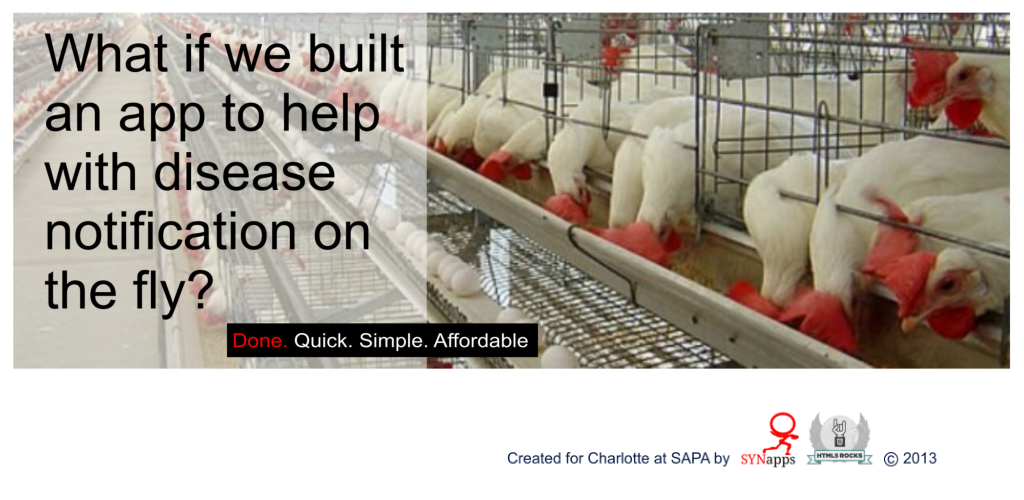 What if we built
an app to help
with disease
notification on
the fly?
Done. Quick. Simple. Affordable
Created for Charlotte at SAPA by
SYNapps
HTML5 ROCKS
© 2013